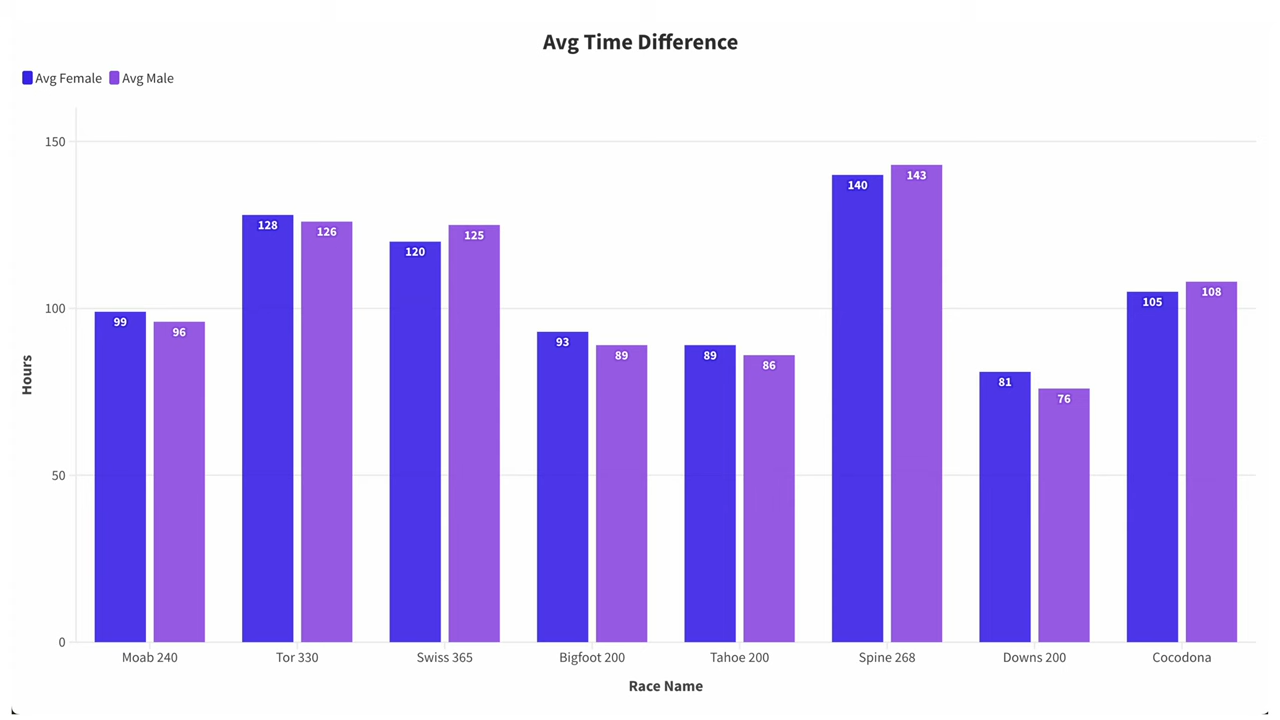 Avg Time Difference
Avg Female Avg Male
150
100
50
0
Hours
99 96 128 126 120 125 93 89 89 86 140 143 81 76 105 108
Moab 240 Tor 330 Swiss 365 Bigfoot 200 Tahoe 200 Spine 268 Downs 200 Cocodona
Race Name